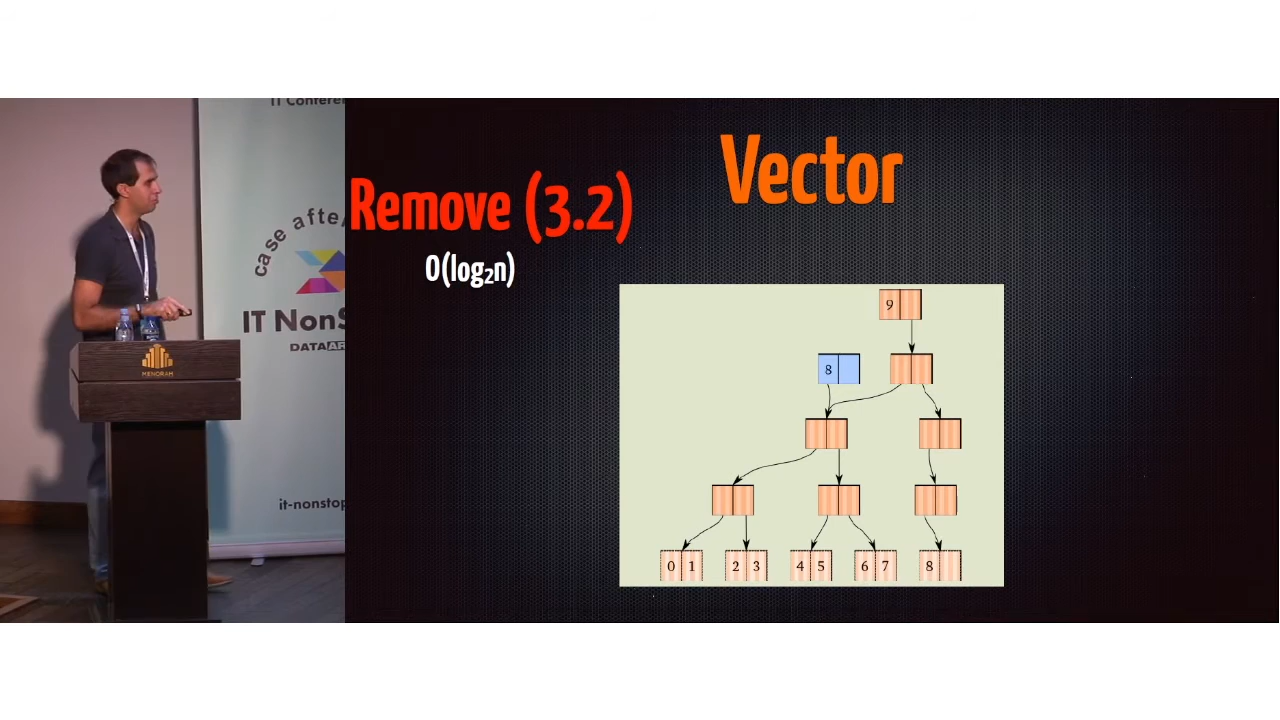 IT Confere
case afte
IT NonS
DATAAR
MENORAH
it-nonstop
Vector
Remove (3.2)
O(log₂n)
9
8
0 1 2 3 4 5 6 7 8